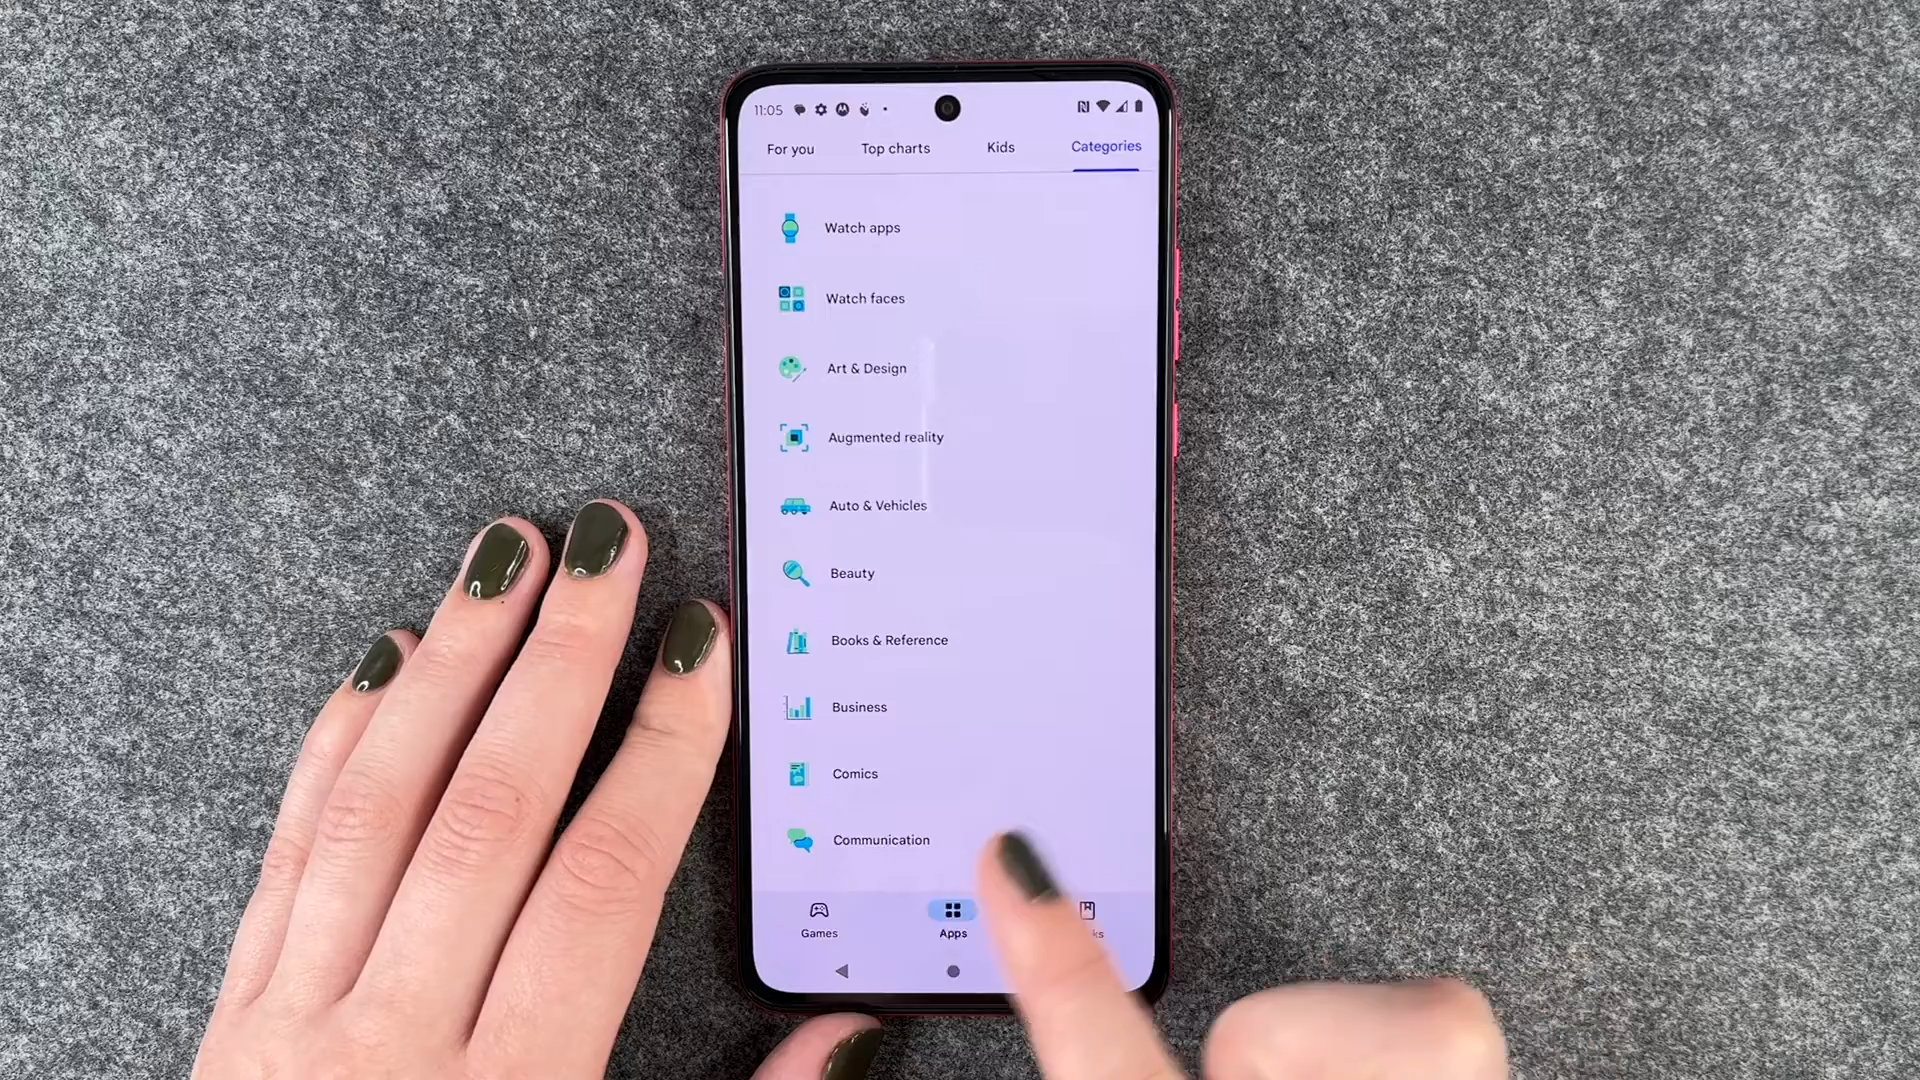 11:05
For you Top charts Kids Categories
Watch apps
Watch faces
Art & Design
Augmented reality
Auto & Vehicles
Beauty
Books & Reference
Business
Comics
Communication
Games Apps